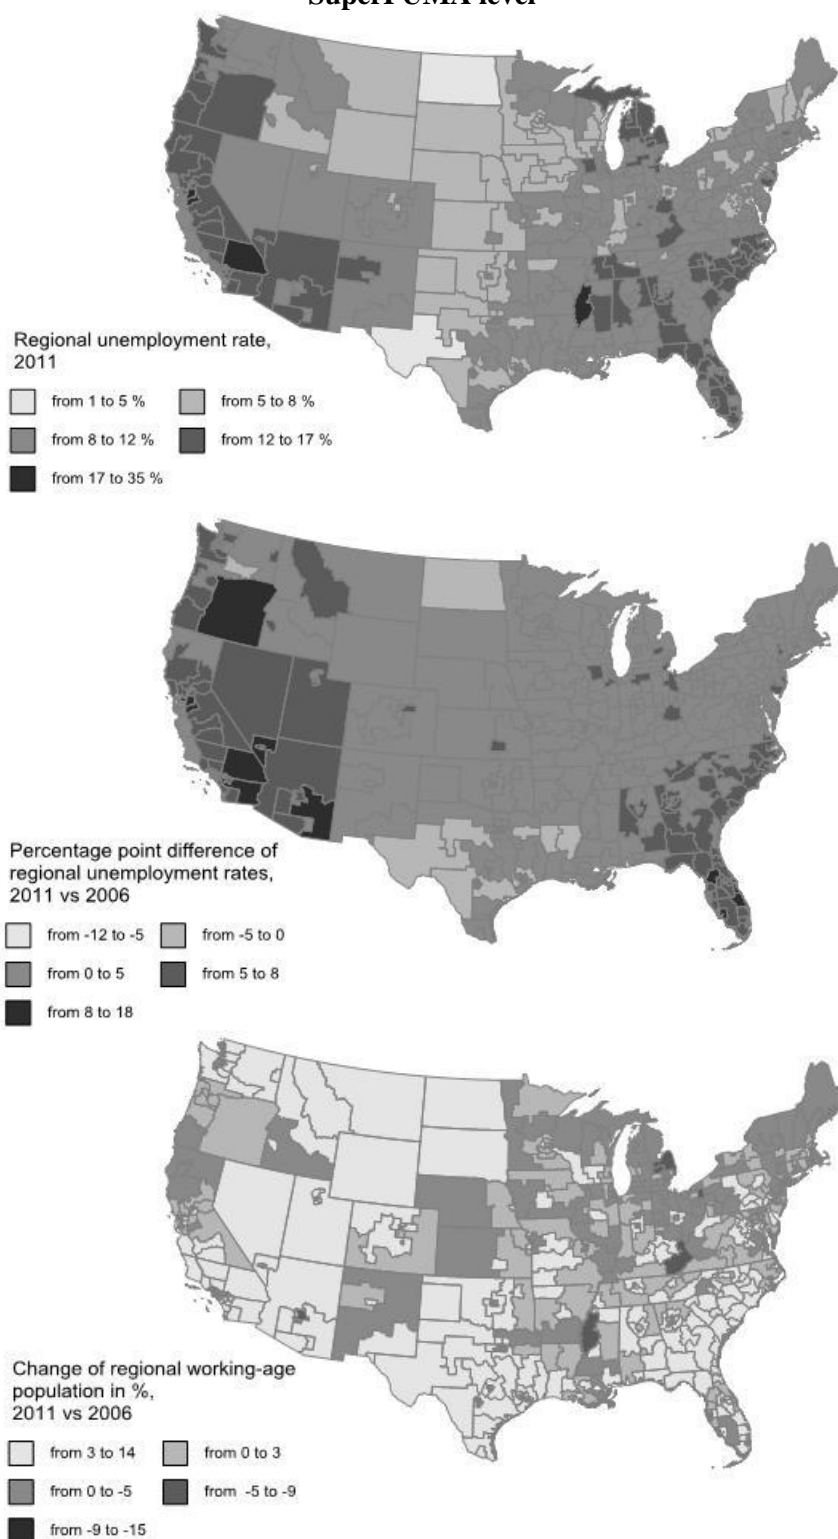 SuperPUMA level
Regional unemployment rate,
2011
from 1 to 5 %
from 5 to 8 %
from 8 to 12 %
from 12 to 17 %
from 17 to 35 %
Percentage point difference of
regional unemployment rates,
2011 vs 2006
from -12 to -5
from -5 to 0
from 0 to 5
from 5 to 8
from 8 to 18
Change of regional working-age
population in %,
2011 vs 2006
from 3 to 14
from 0 to 3
from 0 to -5
from -5 to -9
from -9 to -15